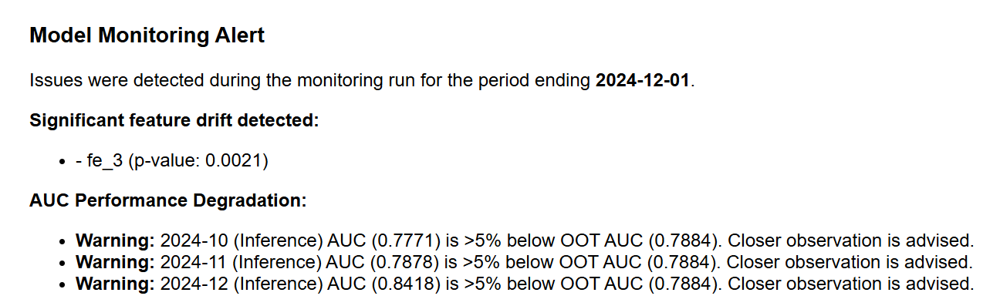 Model Monitoring Alert
Issues were detected during the monitoring run for the period ending 2024-12-01.
Significant feature drift detected:
• - fe_3 (p-value: 0.0021)
AUC Performance Degradation:
• Warning: 2024-10 (Inference) AUC (0.7771) is >5% below OOT AUC (0.7884). Closer observation is advised.
• Warning: 2024-11 (Inference) AUC (0.7878) is >5% below OOT AUC (0.7884). Closer observation is advised.
• Warning: 2024-12 (Inference) AUC (0.8418) is >5% below OOT AUC (0.7884). Closer observation is advised.